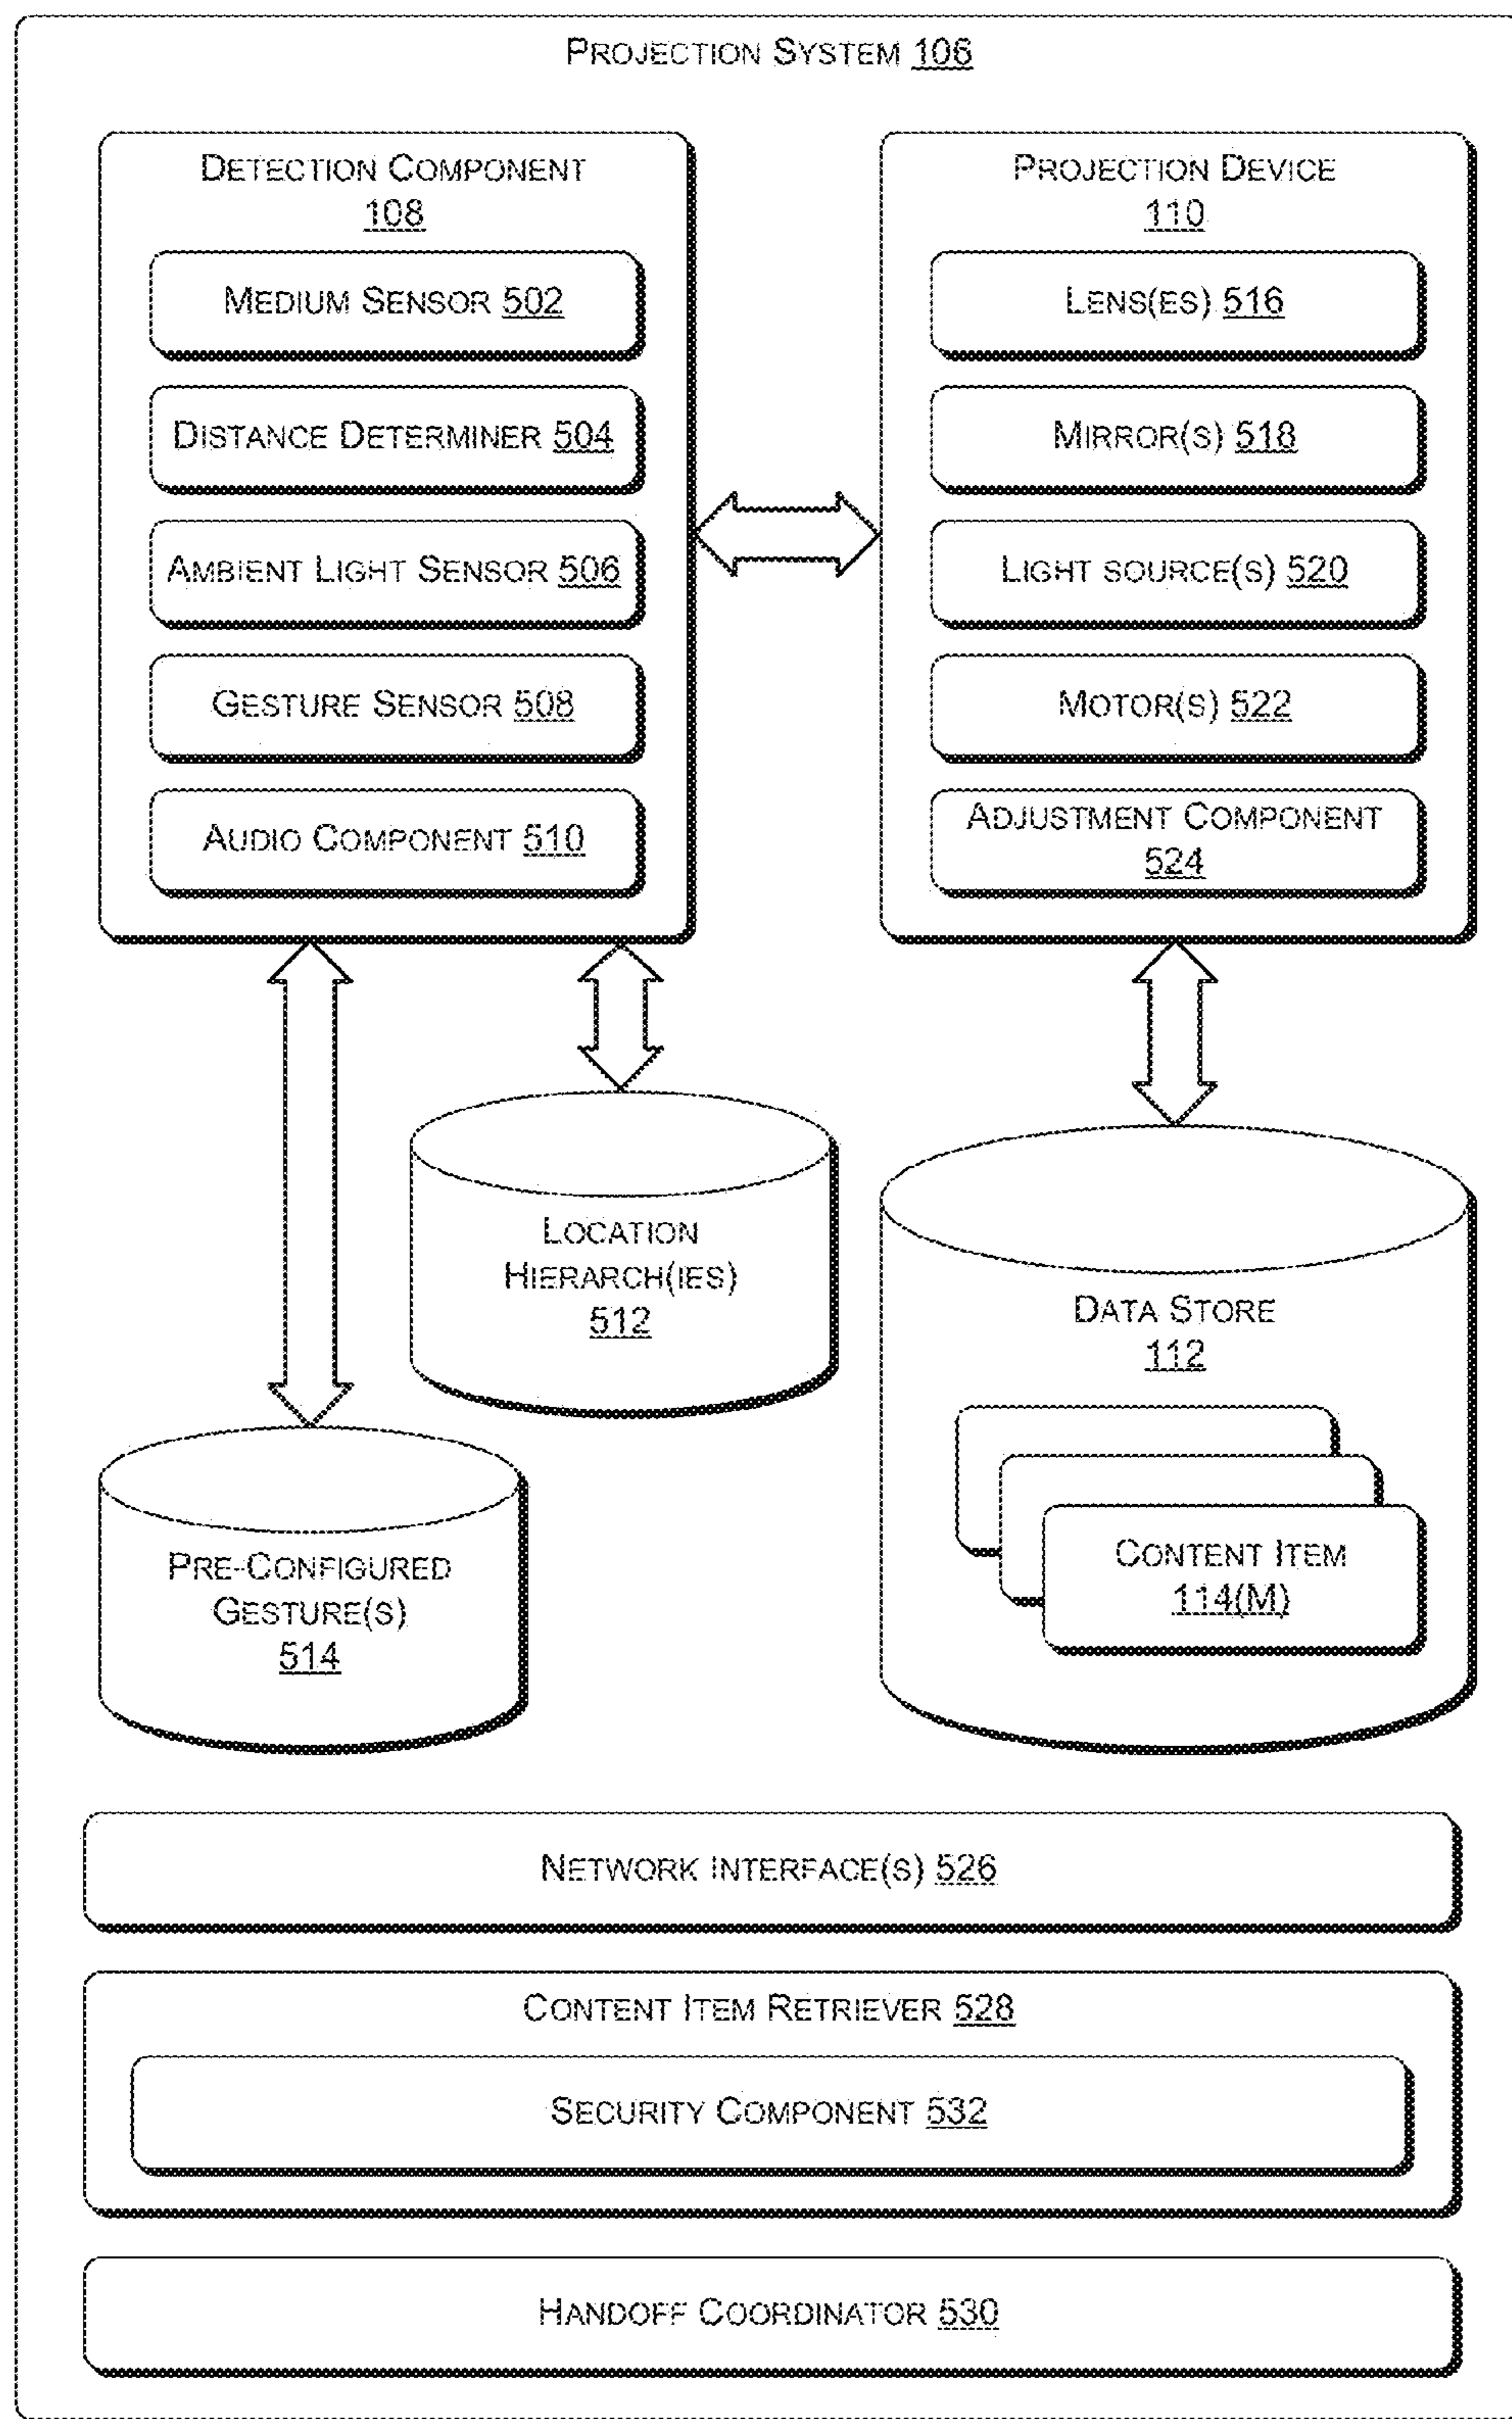 PROJECTION SYSTEM 106
DETECTION COMPONENT
108
MEDIUM SENSOR 502
DISTANCE DETERMINER 504
AMBIENT LIGHT SENSOR 506
GESTURE SENSOR 508
AUDIO COMPONENT 510
PROJECTION DEVICE
110
LENS(ES) 516
MIRROR(S) 518
LIGHT SOURCE(S) 520
MOTOR(S) 522
ADJUSTMENT COMPONENT
524
LOCATION
HIERARCH(IES)
512
PRE-CONFIGURED
GESTURE(S)
514
DATA STORE
112
CONTENT ITEM
114(M)
NETWORK INTERFACE(S) 526
CONTENT ITEM RETRIEVER 528
SECURITY COMPONENT 532
HANDOFF COORDINATOR 530